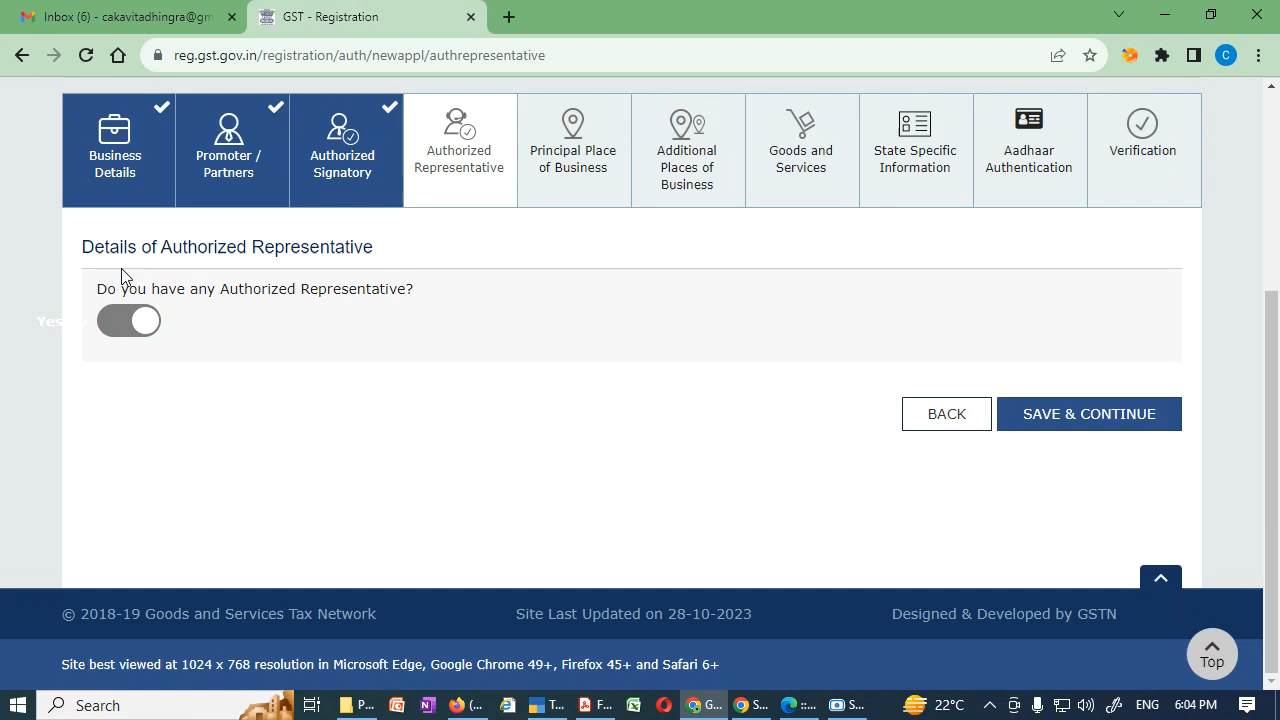 Inbox (6) - cakavitadhingra@gm
GST - Registration
reg.gst.gov.in/registration/auth/newappl/authrepresentative
C
Business
Details
Promoter /
Partners
Authorized
Signatory
Authorized
Representative
Principal Place
of Business
Additional
Places of
Business
Goods and
Services
State Specific
Information
Aadhaar
Authentication
Verification
Details of Authorized Representative
Do you have any Authorized Representative?
Yes
BACK
SAVE & CONTINUE
© 2018-19 Goods and Services Tax Network
Site Last Updated on 28-10-2023
Designed & Developed by GSTN
Site best viewed at 1024 x 768 resolution in Microsoft Edge, Google Chrome 49+, Firefox 45+ and Safari 6+
Top
Search
P...
(...
T...
F...
G...
S...
::...
S...
22°C
ENG
6:04 PM